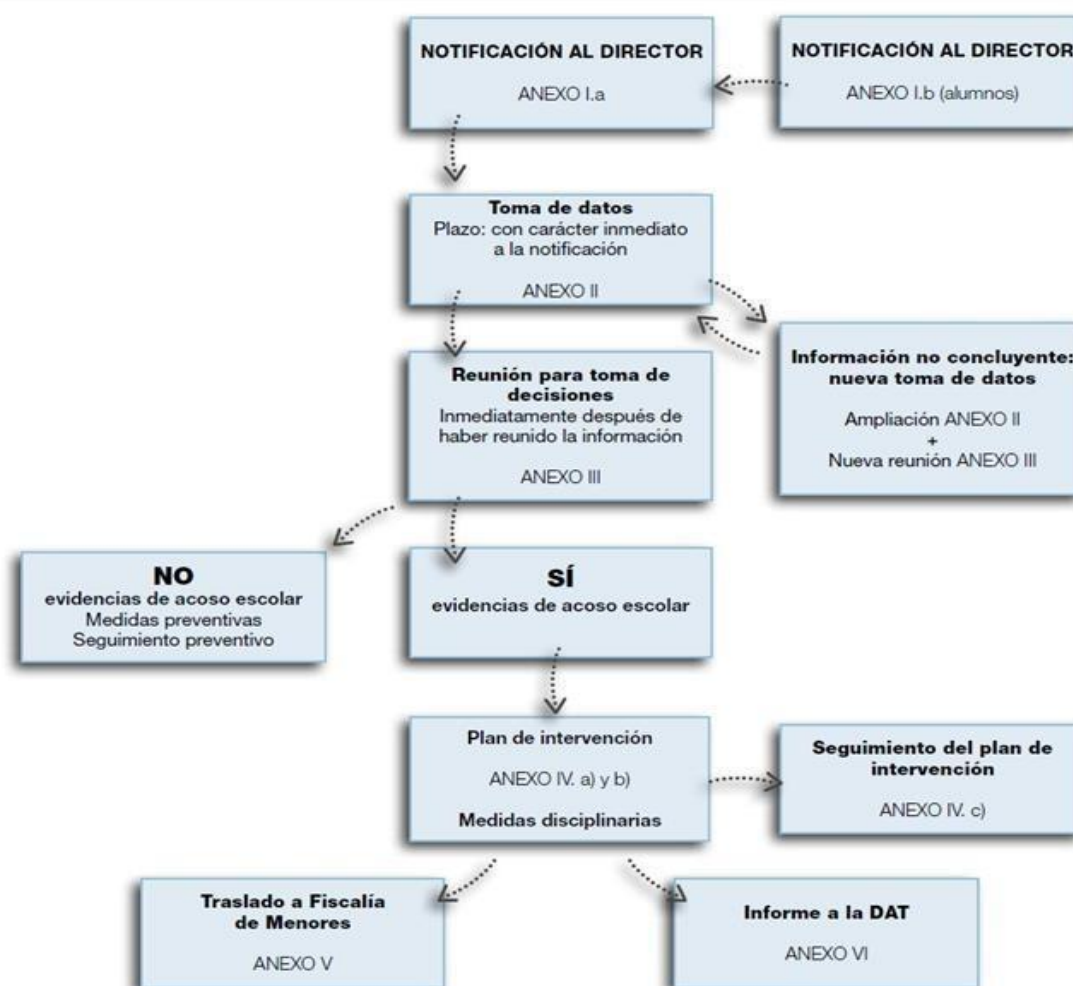 NOTIFICACIÓN AL DIRECTOR
ANEXO I.a
NOTIFICACIÓN AL DIRECTOR
ANEXO I.b (alumnos)
Toma de datos
Plazo: con carácter inmediato
a la notificación
ANEXO II
Información no concluyente:
nueva toma de datos
Ampliación ANEXO II
+
Nueva reunión ANEXO III
Reunión para toma de
decisiones
Inmediatamente después de
haber reunido la información
ANEXO III
NO
evidencias de acoso escolar
Medidas preventivas
Seguimiento preventivo
SÍ
evidencias de acoso escolar
Plan de intervención
ANEXO IV. a) y b)
Medidas disciplinarias
Seguimiento del plan de
intervención
ANEXO IV. c)
Traslado a Fiscalía
de Menores
ANEXO V
Informe a la DAT
ANEXO VI